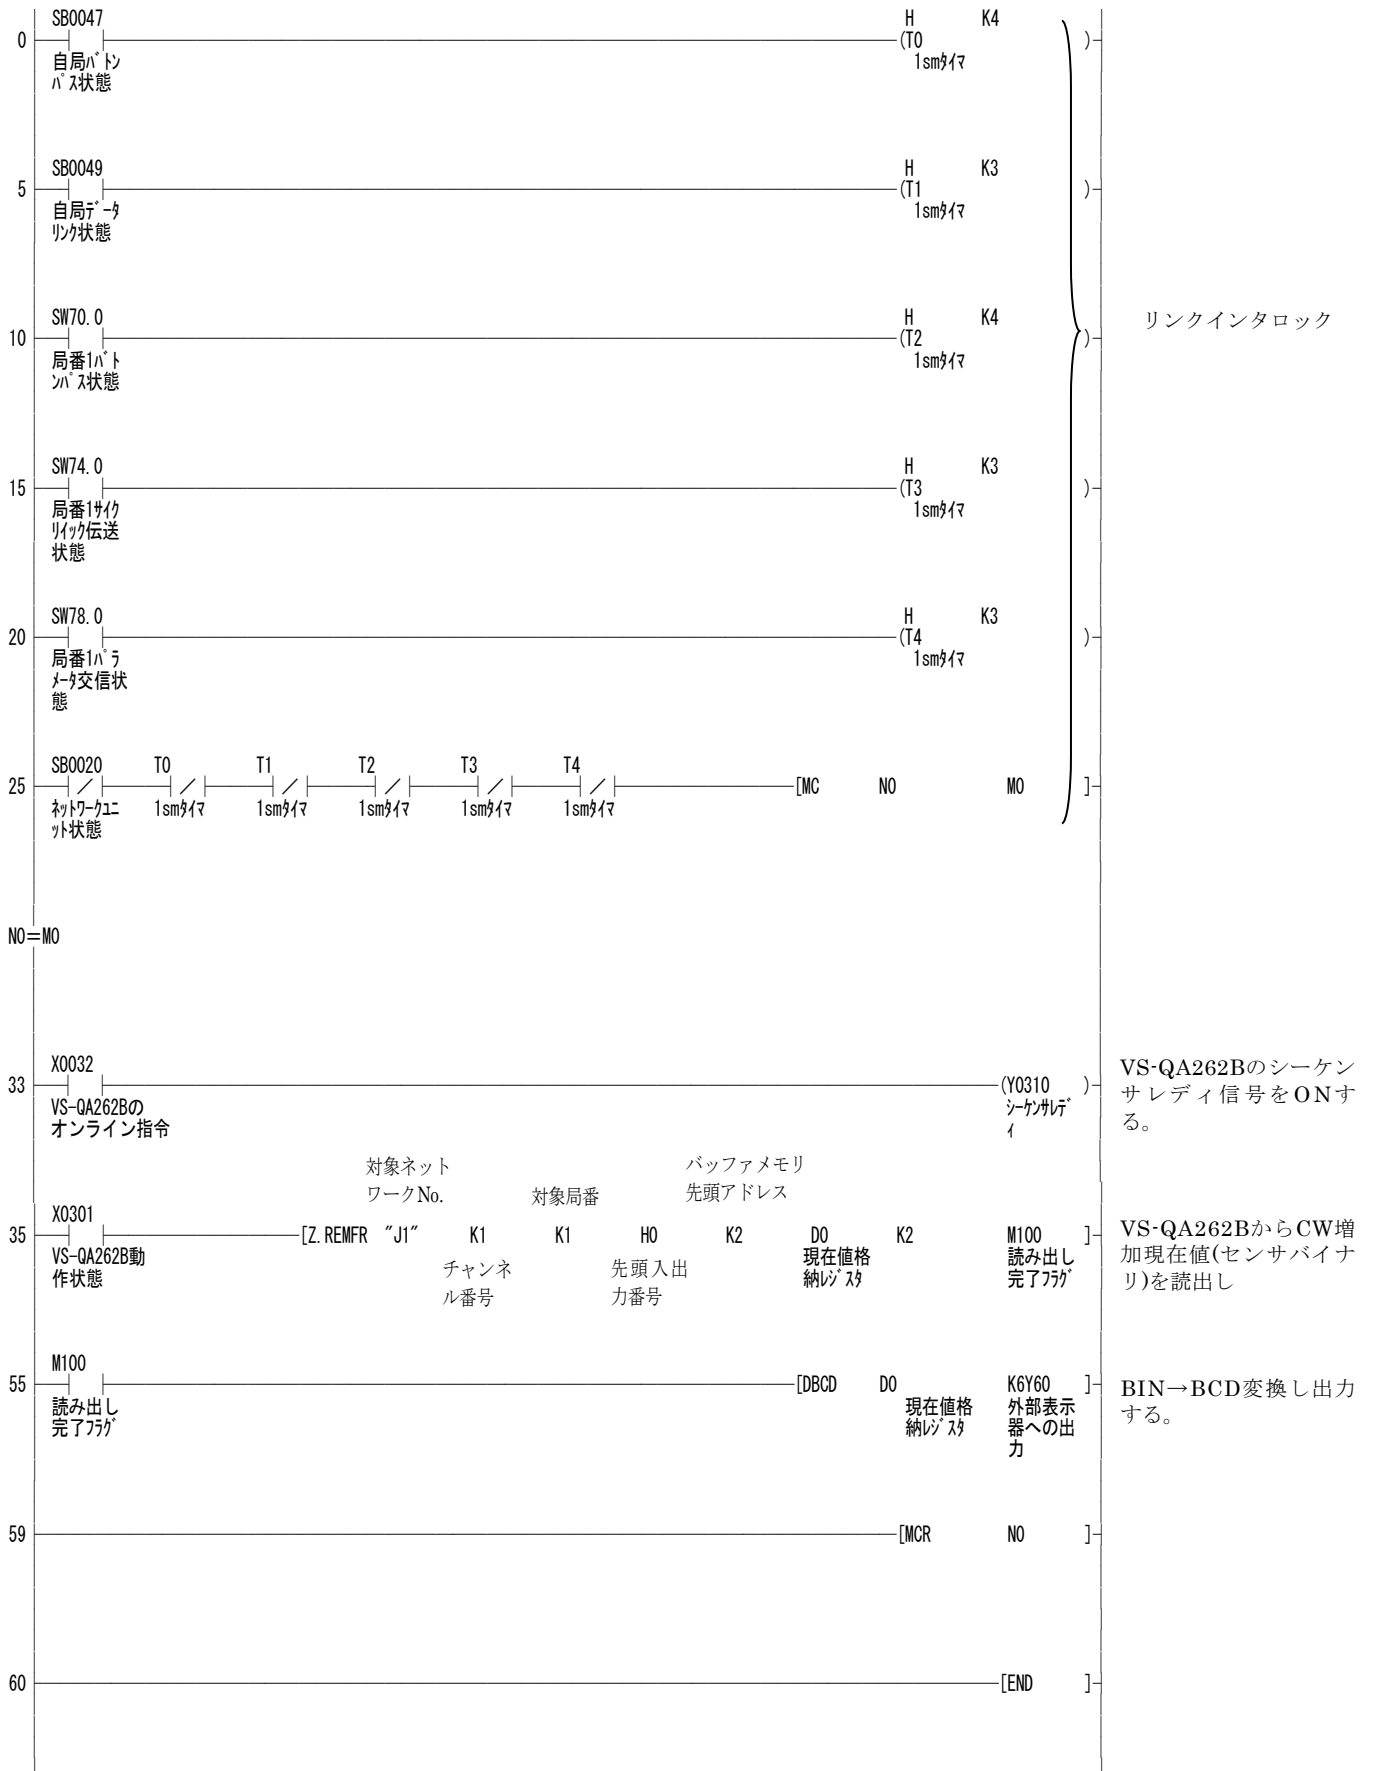 SB0047 H K4
0 (T0 )
自局ﾊﾞﾄﾝ 1smﾀｲﾏ
ﾊﾟｽ状態
SB0049 H K3
5 (T1 )
自局ﾃﾞｰﾀ 1smﾀｲﾏ
ﾘﾝｸ状態
SW70.0 H K4
10 (T2 )
局番1ﾊﾞﾄ 1smﾀｲﾏ
ﾝﾊﾟｽ状態
リンクインタロック
SW74.0 H K3
15 (T3 )
局番1ｻｲｸ 1smﾀｲﾏ
ﾘｲｯｸ伝送
状態
SW78.0 H K3
20 (T4 )
局番1ﾊﾟﾗ 1smﾀｲﾏ
ﾒｰﾀ交信状
態
SB0020 T0 T1 T2 T3 T4
25 [MC N0 M0 ]
ﾈｯﾄﾜｰｸﾕﾆ 1smﾀｲﾏ 1smﾀｲﾏ 1smﾀｲﾏ 1smﾀｲﾏ 1smﾀｲﾏ
ｯﾄ状態
N0=M0
X0032
33 (Y0310 )
VS-QA262Bの ｼｰｹﾝｻﾚﾃﾞ
オンライン指令 ｨ
VS-QA262Bのシーケン
サレディ信号をONす
る。
対象ネット バッファメモリ
ワークNo. 対象局番 先頭アドレス
X0301
35 [Z.REMFR "J1" K1 K1 H0 K2 D0 K2 M100 ]
VS-QA262B動 現在値格 読み出し
作状態 チャンネ 先頭入出 納ﾚｼﾞｽﾀ 完了ﾌﾗｸﾞ
ル番号 力番号
VS-QA262BからCW増
加現在値(センサバイナ
リ)を読出し
M100
55 [DBCD D0 K6Y60 ]
読み出し 現在値格 外部表示
完了ﾌﾗｸﾞ 納ﾚｼﾞｽﾀ 器への出
力
BIN→BCD変換し出力
する。
59 [MCR N0 ]
60 [END ]